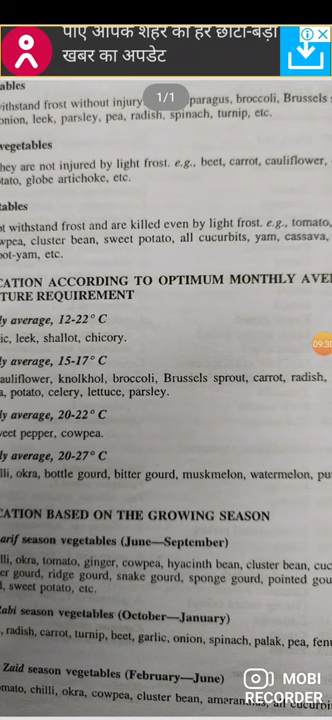 पाएं आपके शहर की हर छोटी-बड़ी
खबर का अपडेट
ables
withstand frost without injury paragus, broccoli, Brussels
onion, leek, parsley, pea, radish, spinach, turnip, etc.
1/1
vegetables
hey are not injured by light frost. e.g., beet, carrot, cauliflower,
tato, globe artichoke, etc.
tables
ot withstand frost and are killed even by light frost. e.g., tomato,
wpea, cluster bean, sweet potato, all cucurbits, yam, cassava,
oot-yam, etc.
CATION ACCORDING TO OPTIMUM MONTHLY AVE
TURE REQUIREMENT
ly average, 12-22° C
ic, leek, shallot, chicory.
ly average, 15-17° C
auliflower, knolkhol, broccoli, Brussels sprout, carrot, radish,
a, potato, celery, lettuce, parsley.
ly average, 20-22° C
veet pepper, cowpea.
ly average, 20-27° C
lli, okra, bottle gourd, bitter gourd, muskmelon, watermelon, pu
09:30
CATION BASED ON THE GROWING SEASON
arif season vegetables (June—September)
lli, okra, tomato, ginger, cowpea, hyacinth bean, cluster bean, cuc
er gourd, ridge gourd, snake gourd, sponge gourd, pointed gou
l, sweet potato, etc.
Rabi season vegetables (October—January)
, radish, carrot, turnip, beet, garlic, onion, spinach, palak, pea, fenu
Zaid season vegetables (February—June)
omato, chilli, okra, cowpea, cluster bean, amaranthus, all cucurbi
MOBI
RECORDER